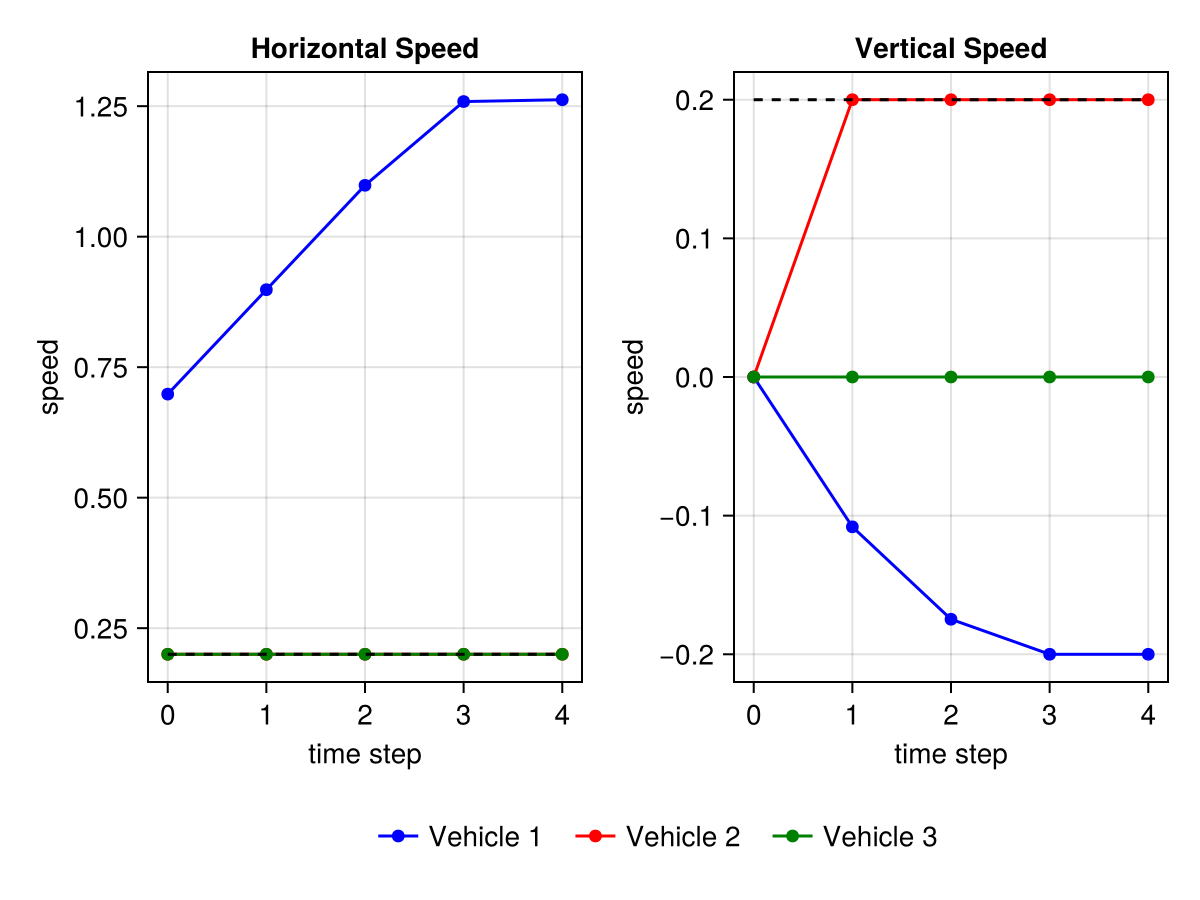 Horizontal Speed
1.25
1.00
0.75
0.50
0.25
speed
0 1 2 3 4
time step
Vertical Speed
0.2
0.1
0.0
−0.1
−0.2
speed
0 1 2 3 4
time step
Vehicle 1 Vehicle 2 Vehicle 3